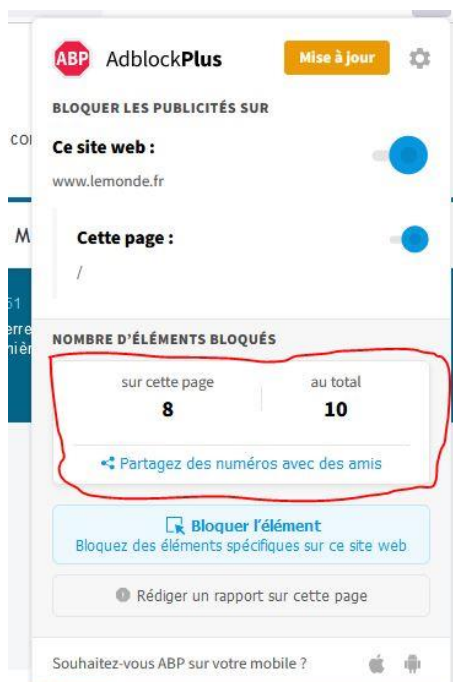 ABP AdblockPlus Mise à jour
BLOQUER LES PUBLICITÉS SUR
Ce site web :
www.lemonde.fr
Cette page :
/
NOMBRE D'ÉLÉMENTS BLOQUÉS
sur cette page au total
8 10
Partagez des numéros avec des amis
Bloquer l'élément
Bloquez des éléments spécifiques sur ce site web
Rédiger un rapport sur cette page
Souhaitez-vous ABP sur votre mobile ?